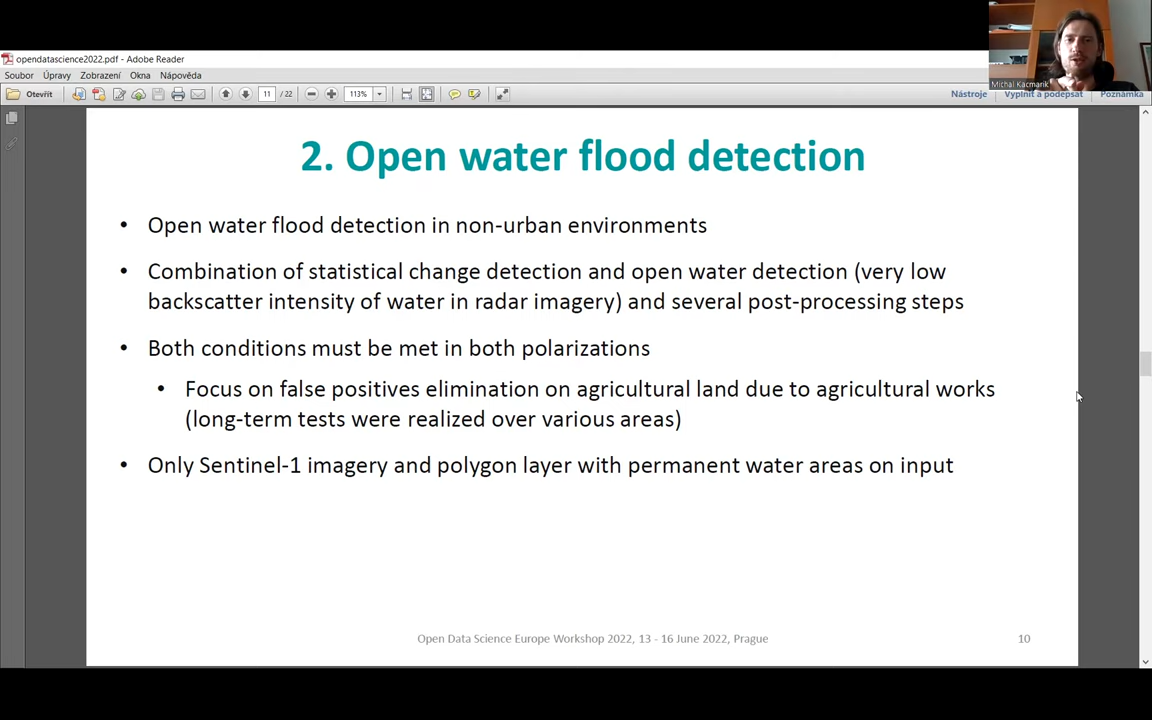 opendatascience2022.pdf - Adobe Reader
Soubor Úpravy Zobrazení Okna Nápověda
Otevřít 11 / 22 113% Nástroje Vyplnit a podepsat Poznámka
Michal Kacmarik
2. Open water flood detection
• Open water flood detection in non-urban environments
• Combination of statistical change detection and open water detection (very low
backscatter intensity of water in radar imagery) and several post-processing steps
• Both conditions must be met in both polarizations
• Focus on false positives elimination on agricultural land due to agricultural works
(long-term tests were realized over various areas)
• Only Sentinel-1 imagery and polygon layer with permanent water areas on input
Open Data Science Europe Workshop 2022, 13 - 16 June 2022, Prague
10